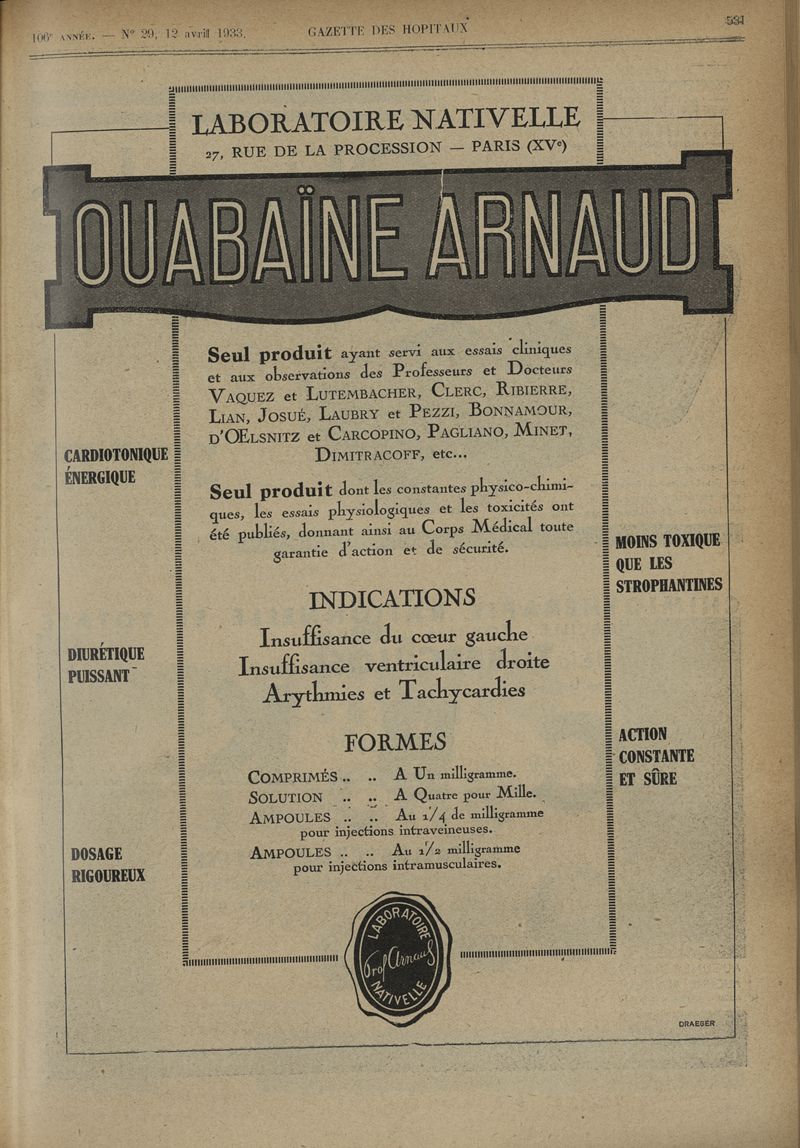 106e ANNÉE. — N° 29, 12 avril 1933.
GAZETTE DES HOPITAUX
531
LABORATOIRE NATIVELLE
27, RUE DE LA PROCESSION — PARIS (XVe)
OUABAÏNE ARNAUD
Seul produit ayant servi aux essais cliniques
et aux observations des Professeurs et Docteurs
VAQUEZ et LUTEMBACHER, CLERC, RIBIERRE,
LIAN, JOSUÉ, LAUBRY et PEZZI, BONNAMOUR,
D'OELSNITZ et CARCOPINO, PAGLIANO, MINET,
DIMITRACOFF, etc...
CARDIOTONIQUE
ÉNERGIQUE
Seul produit dont les constantes physico-chimi-
ques, les essais physiologiques et les toxicités ont
été publiés, donnant ainsi au Corps Médical toute
garantie d'action et de sécurité.
MOINS TOXIQUE
QUE LES
STROPHANTINES
INDICATIONS
Insuffisance du cœur gauche
Insuffisance ventriculaire droite
Arythmies et Tachycardies
DIURÉTIQUE
PUISSANT
FORMES
COMPRIMÉS .. .. A Un milligramme.
SOLUTION .. .. A Quatre pour Mille.
AMPOULES .. .. Au 1/4 de milligramme
pour injections intraveineuses.
AMPOULES .. .. Au 1/2 milligramme
pour injections intramusculaires.
ACTION
CONSTANTE
ET SÛRE
DOSAGE
RIGOUREUX
LABORATOIRE
Prof Arnaud
NATIVELLE
DRAEGER